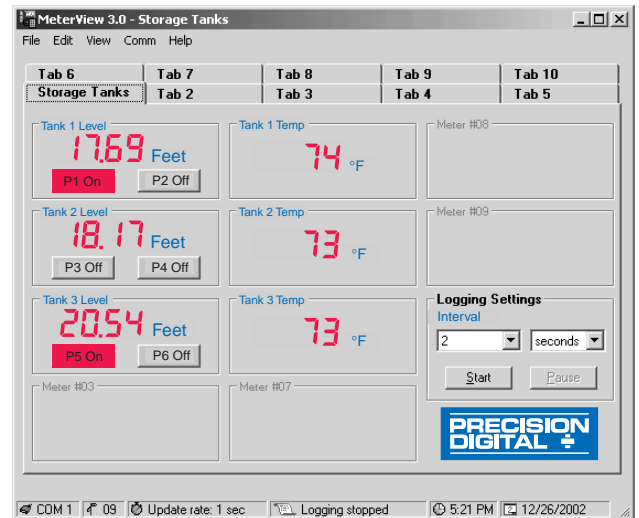 MeterView 3.0 - Storage Tanks
File Edit View Comm Help
Tab 6 Tab 7 Tab 8 Tab 9 Tab 10
Storage Tanks Tab 2 Tab 3 Tab 4 Tab 5
Tank 1 Level Tank 1 Temp Meter #08
17.69 Feet 74 °F
P1 On P2 Off
Tank 2 Level Tank 2 Temp Meter #09
18.17 Feet 73 °F
P3 Off P4 Off
Tank 3 Level Tank 3 Temp Logging Settings
Interval
20.54 Feet 73 °F 2 seconds
P5 On P6 Off Start Pause
Meter #03 Meter #07
PRECISION
DIGITAL
COM 1 09 Update rate: 1 sec Logging stopped 5:21 PM 12/26/2002